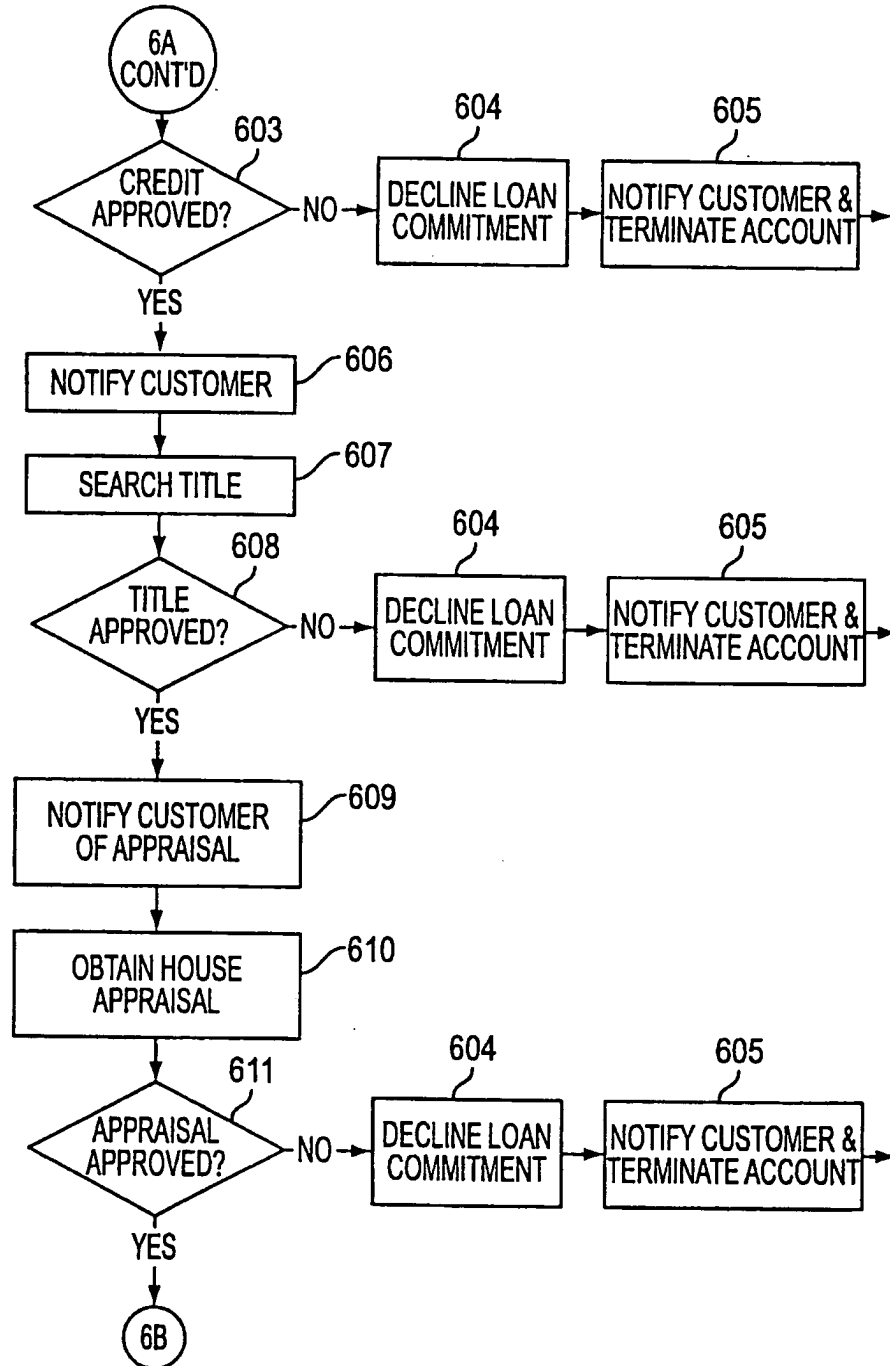 6A
CONT'D
603
604
605
CREDIT
APPROVED?
NO
DECLINE LOAN
COMMITMENT
NOTIFY CUSTOMER &
TERMINATE ACCOUNT
YES
606
NOTIFY CUSTOMER
607
SEARCH TITLE
608
604
605
TITLE
APPROVED?
NO
DECLINE LOAN
COMMITMENT
NOTIFY CUSTOMER &
TERMINATE ACCOUNT
YES
609
NOTIFY CUSTOMER
OF APPRAISAL
610
OBTAIN HOUSE
APPRAISAL
611
604
605
APPRAISAL
APPROVED?
NO
DECLINE LOAN
COMMITMENT
NOTIFY CUSTOMER &
TERMINATE ACCOUNT
YES
6B